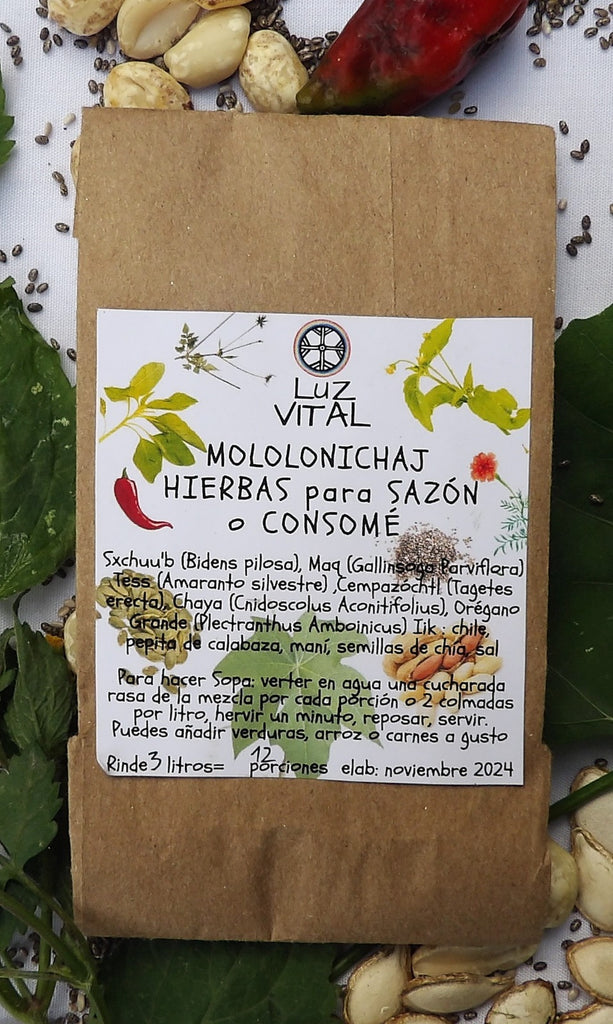 LUZ
VITAL
MOLOLONICHAJ
HIERBAS para SAZÓN
o CONSOMÉ
Sxchuu'b (Bidens pilosa), Maq (Gallinsoga Parviflora)
Tess (Amaranto silvestre) ,Cempazochtl (Tagetes
erecta), Chaya (Cnidoscolus Aconitifolius), Orégano
Grande (Plectranthus Amboinicus) Iik : chile,
pepita de calabaza, maní, semillas de chía, sal
Para hacer Sopa: verter en agua una cucharada
rasa de la mezcla por cada porción o 2 colmadas
por litro, hervir un minuto, reposar, servir.
Puedes añadir verduras, arroz o carnes a gusto
Rinde 3 litros= 12 porciones elab: noviembre 2024